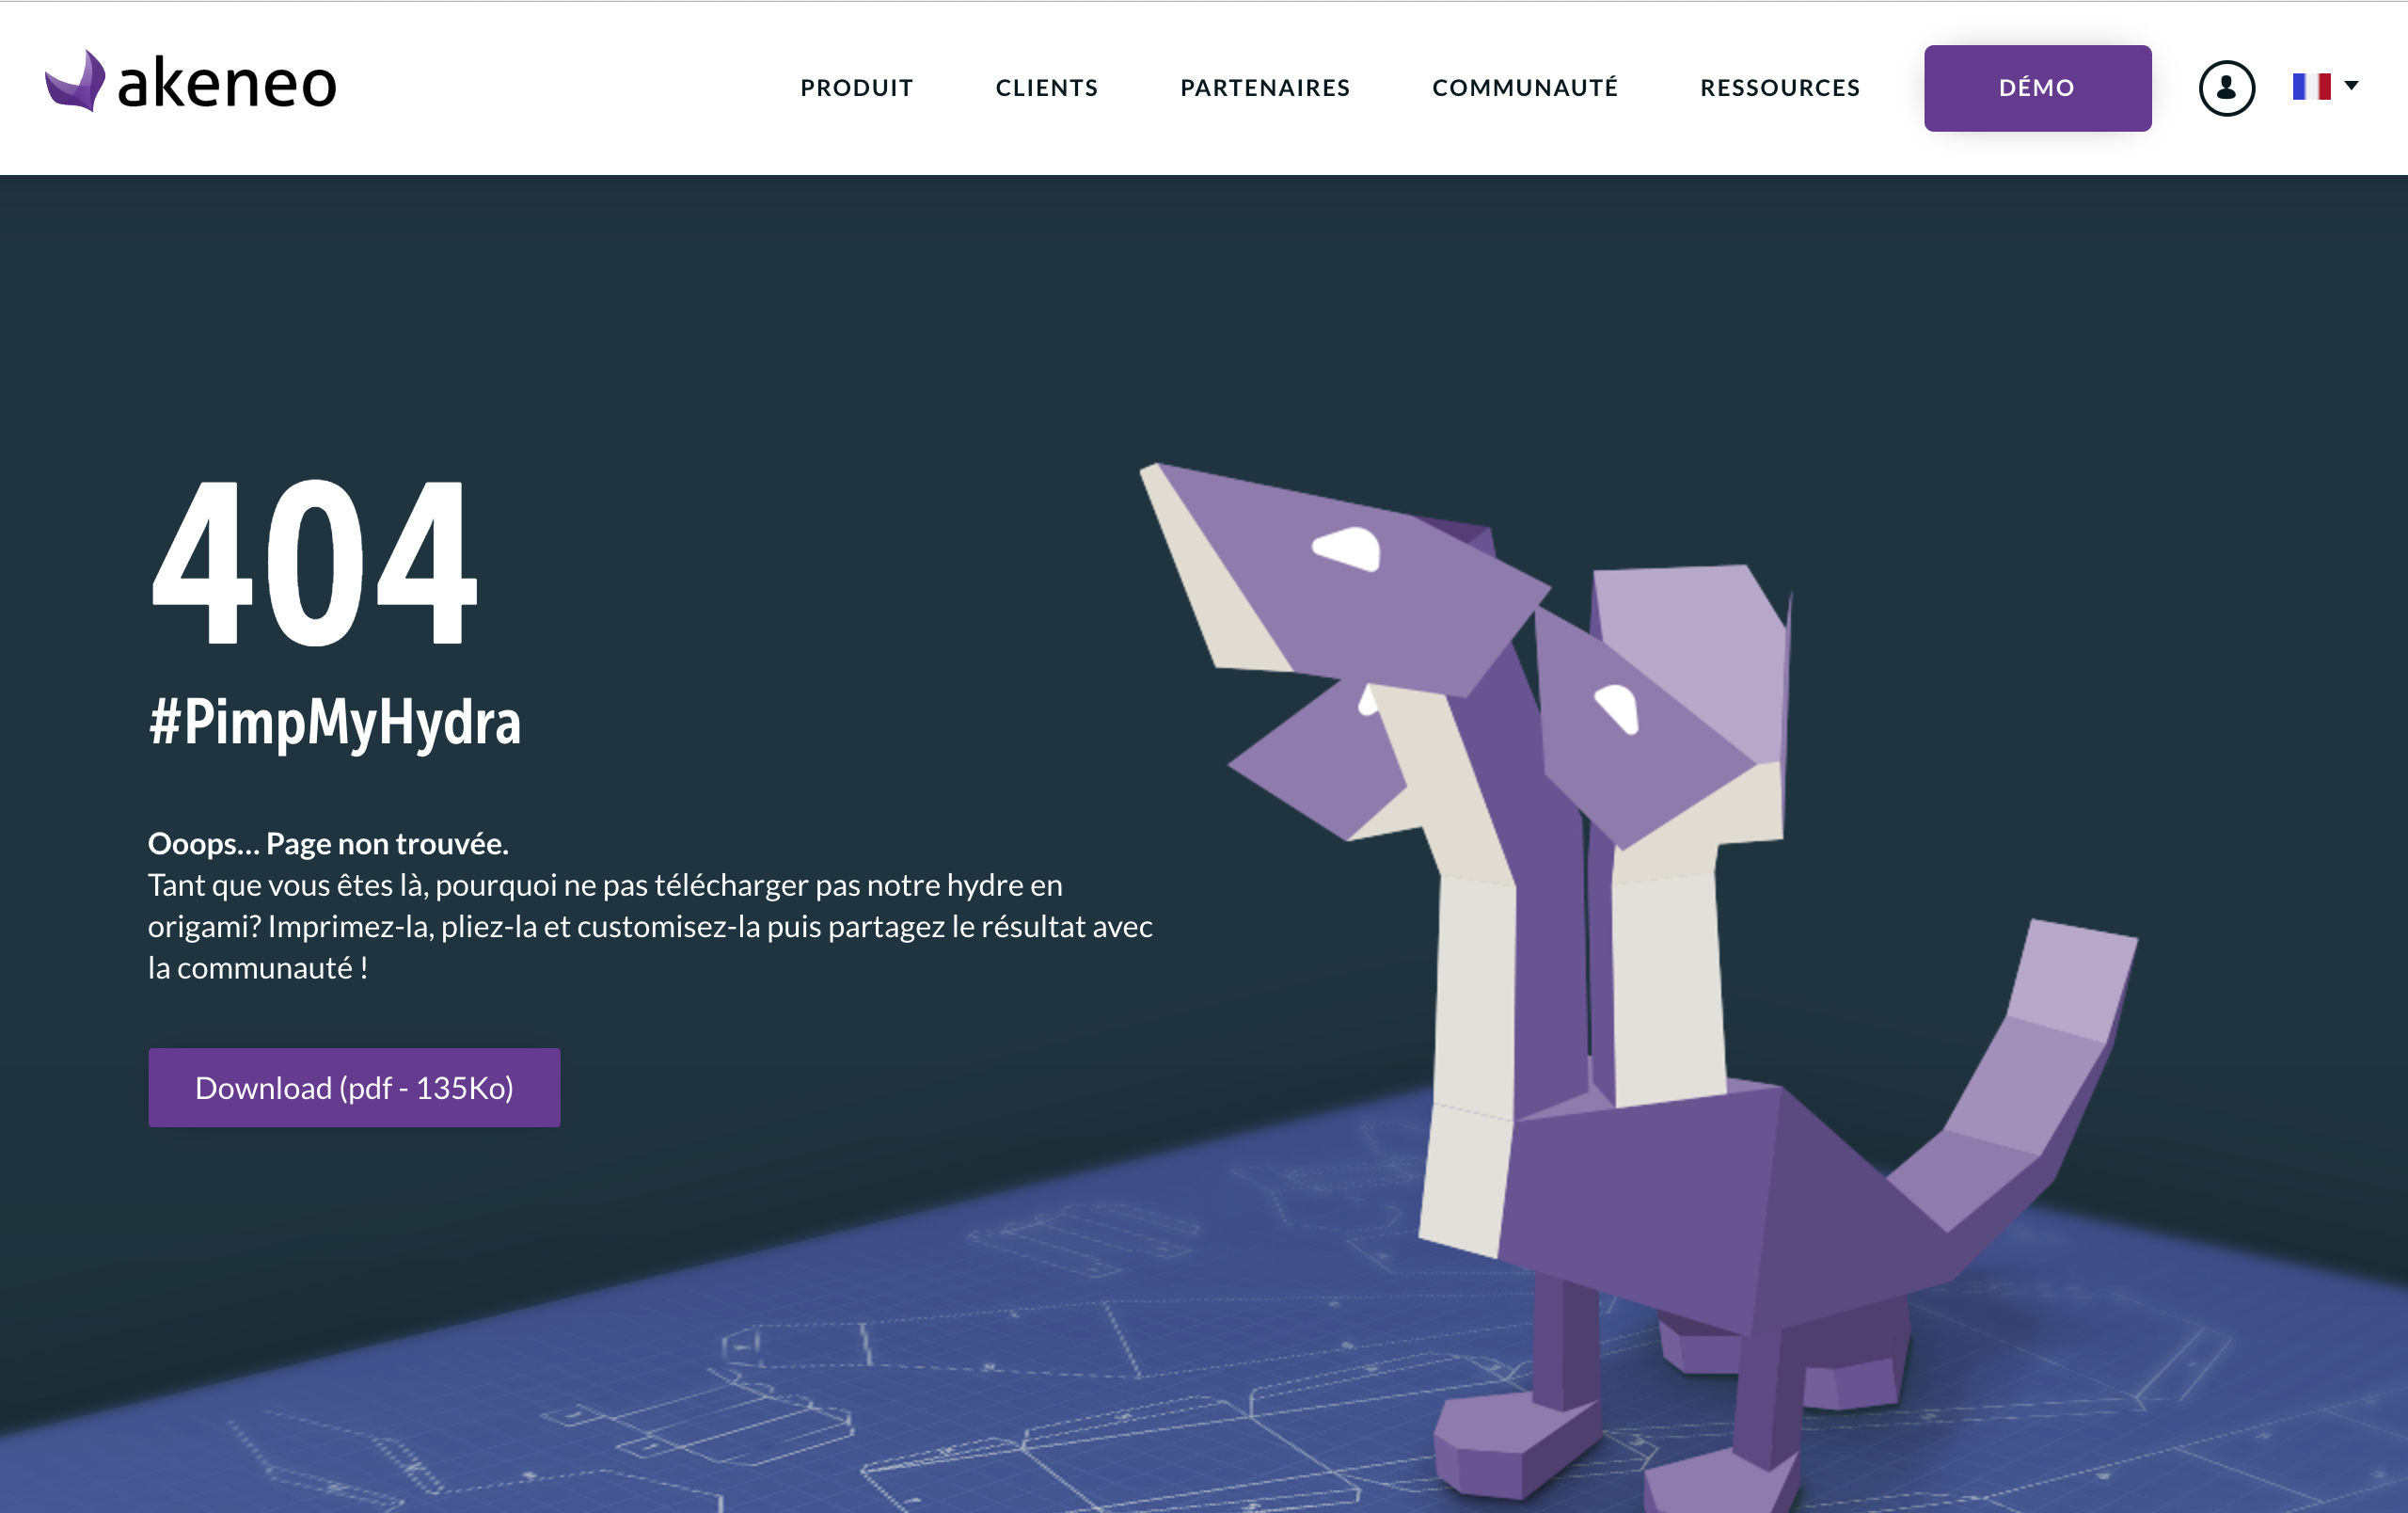 akeneo
PRODUIT CLIENTS PARTENAIRES COMMUNAUTÉ RESSOURCES DÉMO
404
#PimpMyHydra
Ooops... Page non trouvée.
Tant que vous êtes là, pourquoi ne pas télécharger pas notre hydre en
origami? Imprimez-la, pliez-la et customisez-la puis partagez le résultat avec
la communauté !
Download (pdf - 135Ko)